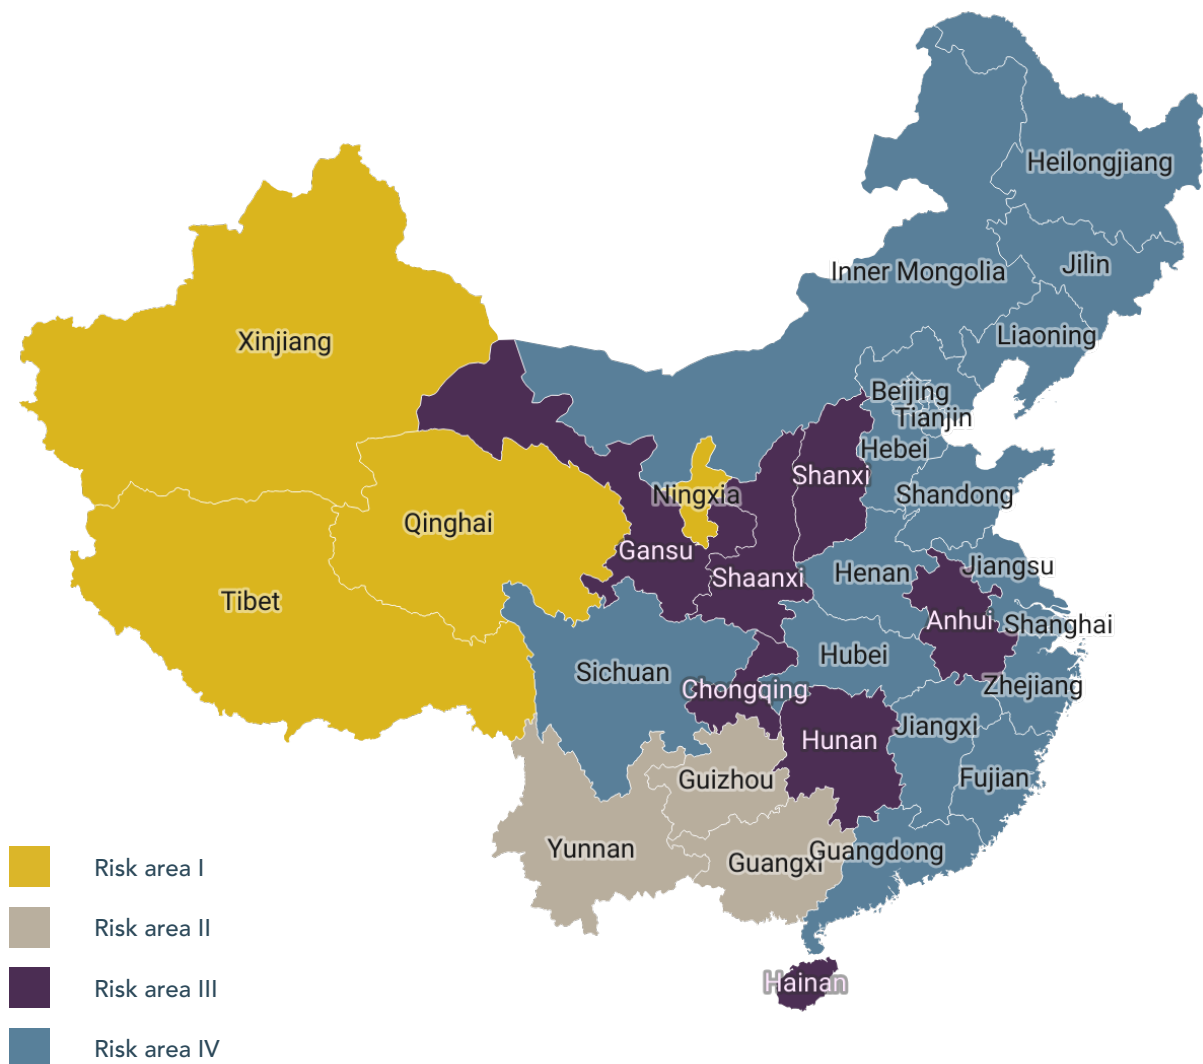 Heilongjiang
Inner Mongolia
Jilin
Xinjiang
Liaoning
Beijing
Tianjin
Hebei
Shanxi
Ningxia
Shandong
Qinghai
Gansu
Jiangsu
Henan
Shaanxi
Tibet
Anhui
Shanghai
Hubei
Sichuan
Zhejiang
Chongqing
Jiangxi
Hunan
Guizhou
Fujian
Yunnan
Guangdong
Guangxi
Hainan
Risk area I
Risk area II
Risk area III
Risk area IV